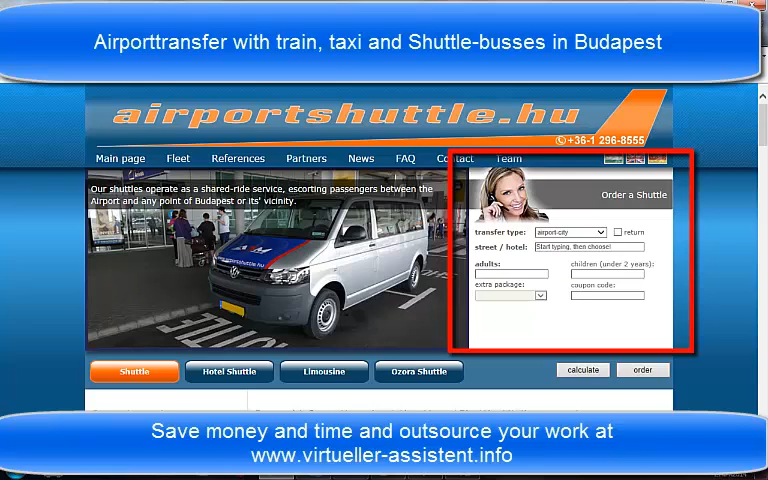 Airporttransfer with train, taxi and Shuttle-busses in Budapest
airportshuttle.hu
+36-1 296-8555
Main page Fleet References Partners News FAQ Contact Team
Our shuttles operate as a shared-ride service, escorting passengers between the
Airport and any point of Budapest or its' vicinity.
Order a Shuttle
transfer type: airport-city return
street / hotel: Start typing, then choose!
adults: children (under 2 years):
extra package: coupon code:
www.airportshuttle.hu
Shuttle Hotel Shuttle Limousine Ozora Shuttle calculate order
Save money and time and outsource your work at
www.virtueller-assistent.info